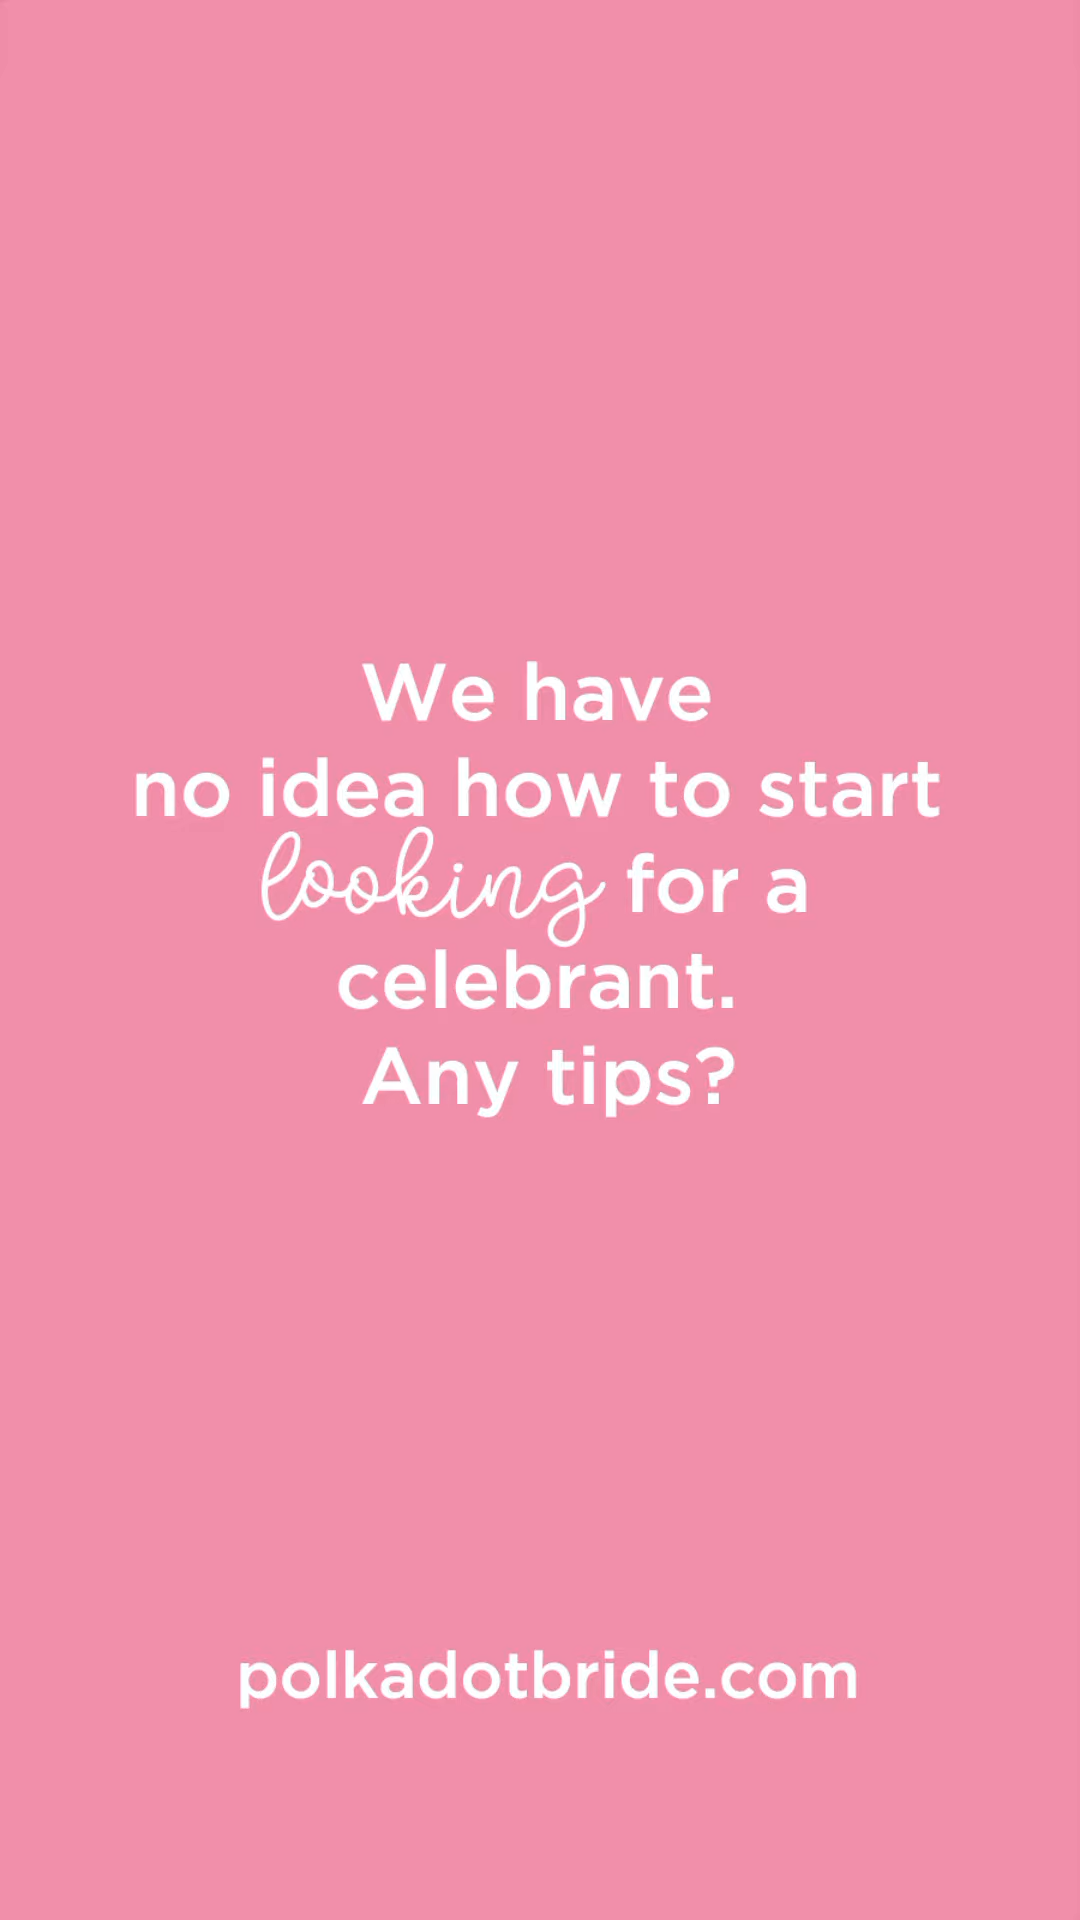 We have
no idea how to start
looking for a
celebrant.
Any tips?
polkadotbride.com